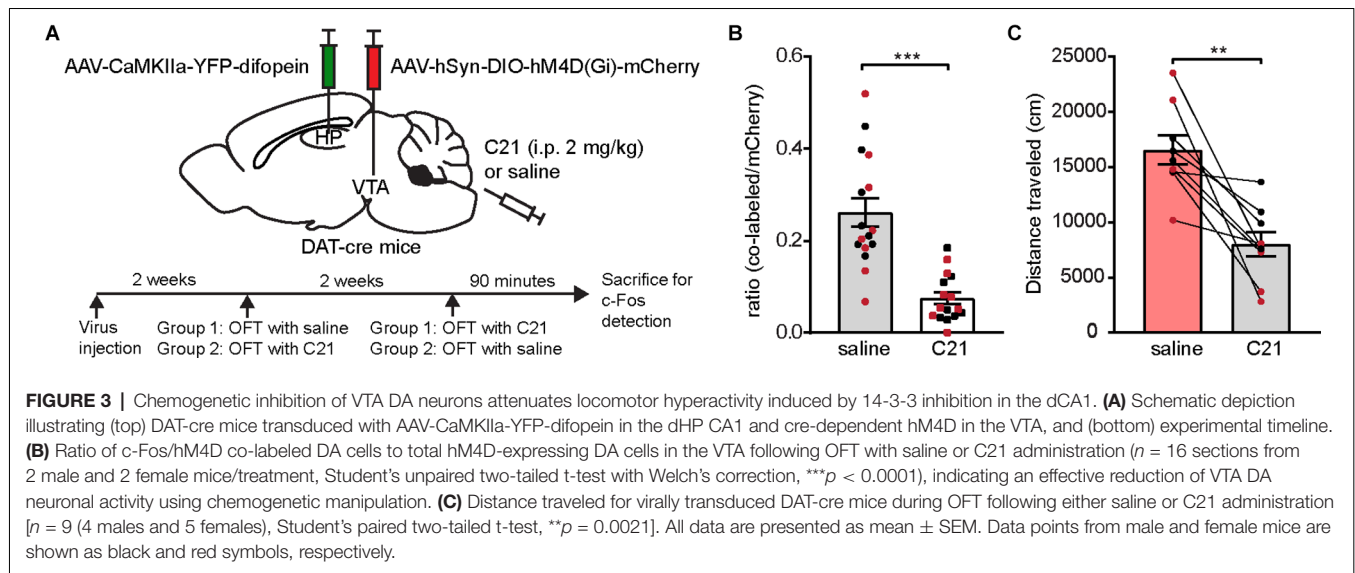 A
AAV-CaMKIIa-YFP-difopein
AAV-hSyn-DIO-hM4D(Gi)-mCherry
HP
VTA
C21 (i.p. 2 mg/kg)
or saline
DAT-cre mice
2 weeks
2 weeks
90 minutes
Sacrifice for
c-Fos
detection
Virus
injection
Group 1: OFT with saline
Group 2: OFT with C21
Group 1: OFT with C21
Group 2: OFT with saline
B
ratio (co-labeled/mCherry)
0.6
0.4
0.2
0.0
***
saline
C21
C
Distance traveled (cm)
25000
20000
15000
10000
5000
0
**
saline
C21
FIGURE 3 | Chemogenetic inhibition of VTA DA neurons attenuates locomotor hyperactivity induced by 14-3-3 inhibition in the dCA1. (A) Schematic depiction
illustrating (top) DAT-cre mice transduced with AAV-CaMKIIa-YFP-difopein in the dHP CA1 and cre-dependent hM4D in the VTA, and (bottom) experimental timeline.
(B) Ratio of c-Fos/hM4D co-labeled DA cells to total hM4D-expressing DA cells in the VTA following OFT with saline or C21 administration (n = 16 sections from
2 male and 2 female mice/treatment, Student's unpaired two-tailed t-test with Welch's correction, ***p < 0.0001), indicating an effective reduction of VTA DA
neuronal activity using chemogenetic manipulation. (C) Distance traveled for virally transduced DAT-cre mice during OFT following either saline or C21 administration
[n = 9 (4 males and 5 females), Student's paired two-tailed t-test, **p = 0.0021]. All data are presented as mean ± SEM. Data points from male and female mice are
shown as black and red symbols, respectively.